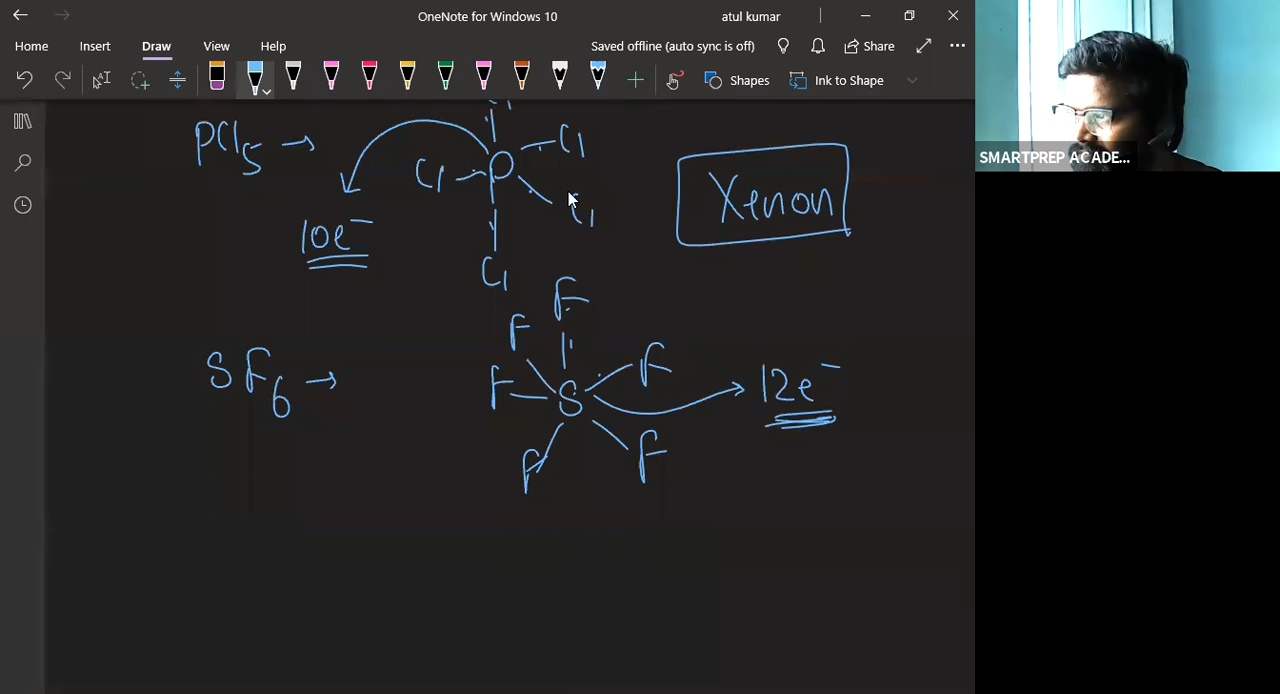 OneNote for Windows 10
atul kumar
Home Insert Draw View Help
Saved offline (auto sync is off)
Share
Shapes
Ink to Shape
SMARTPREP ACADE...
PCl5 →
P
Cl
Cl
Cl
Cl
10e⁻
Xenon
SF6 →
F
F
F
F
S
F
F
12e⁻